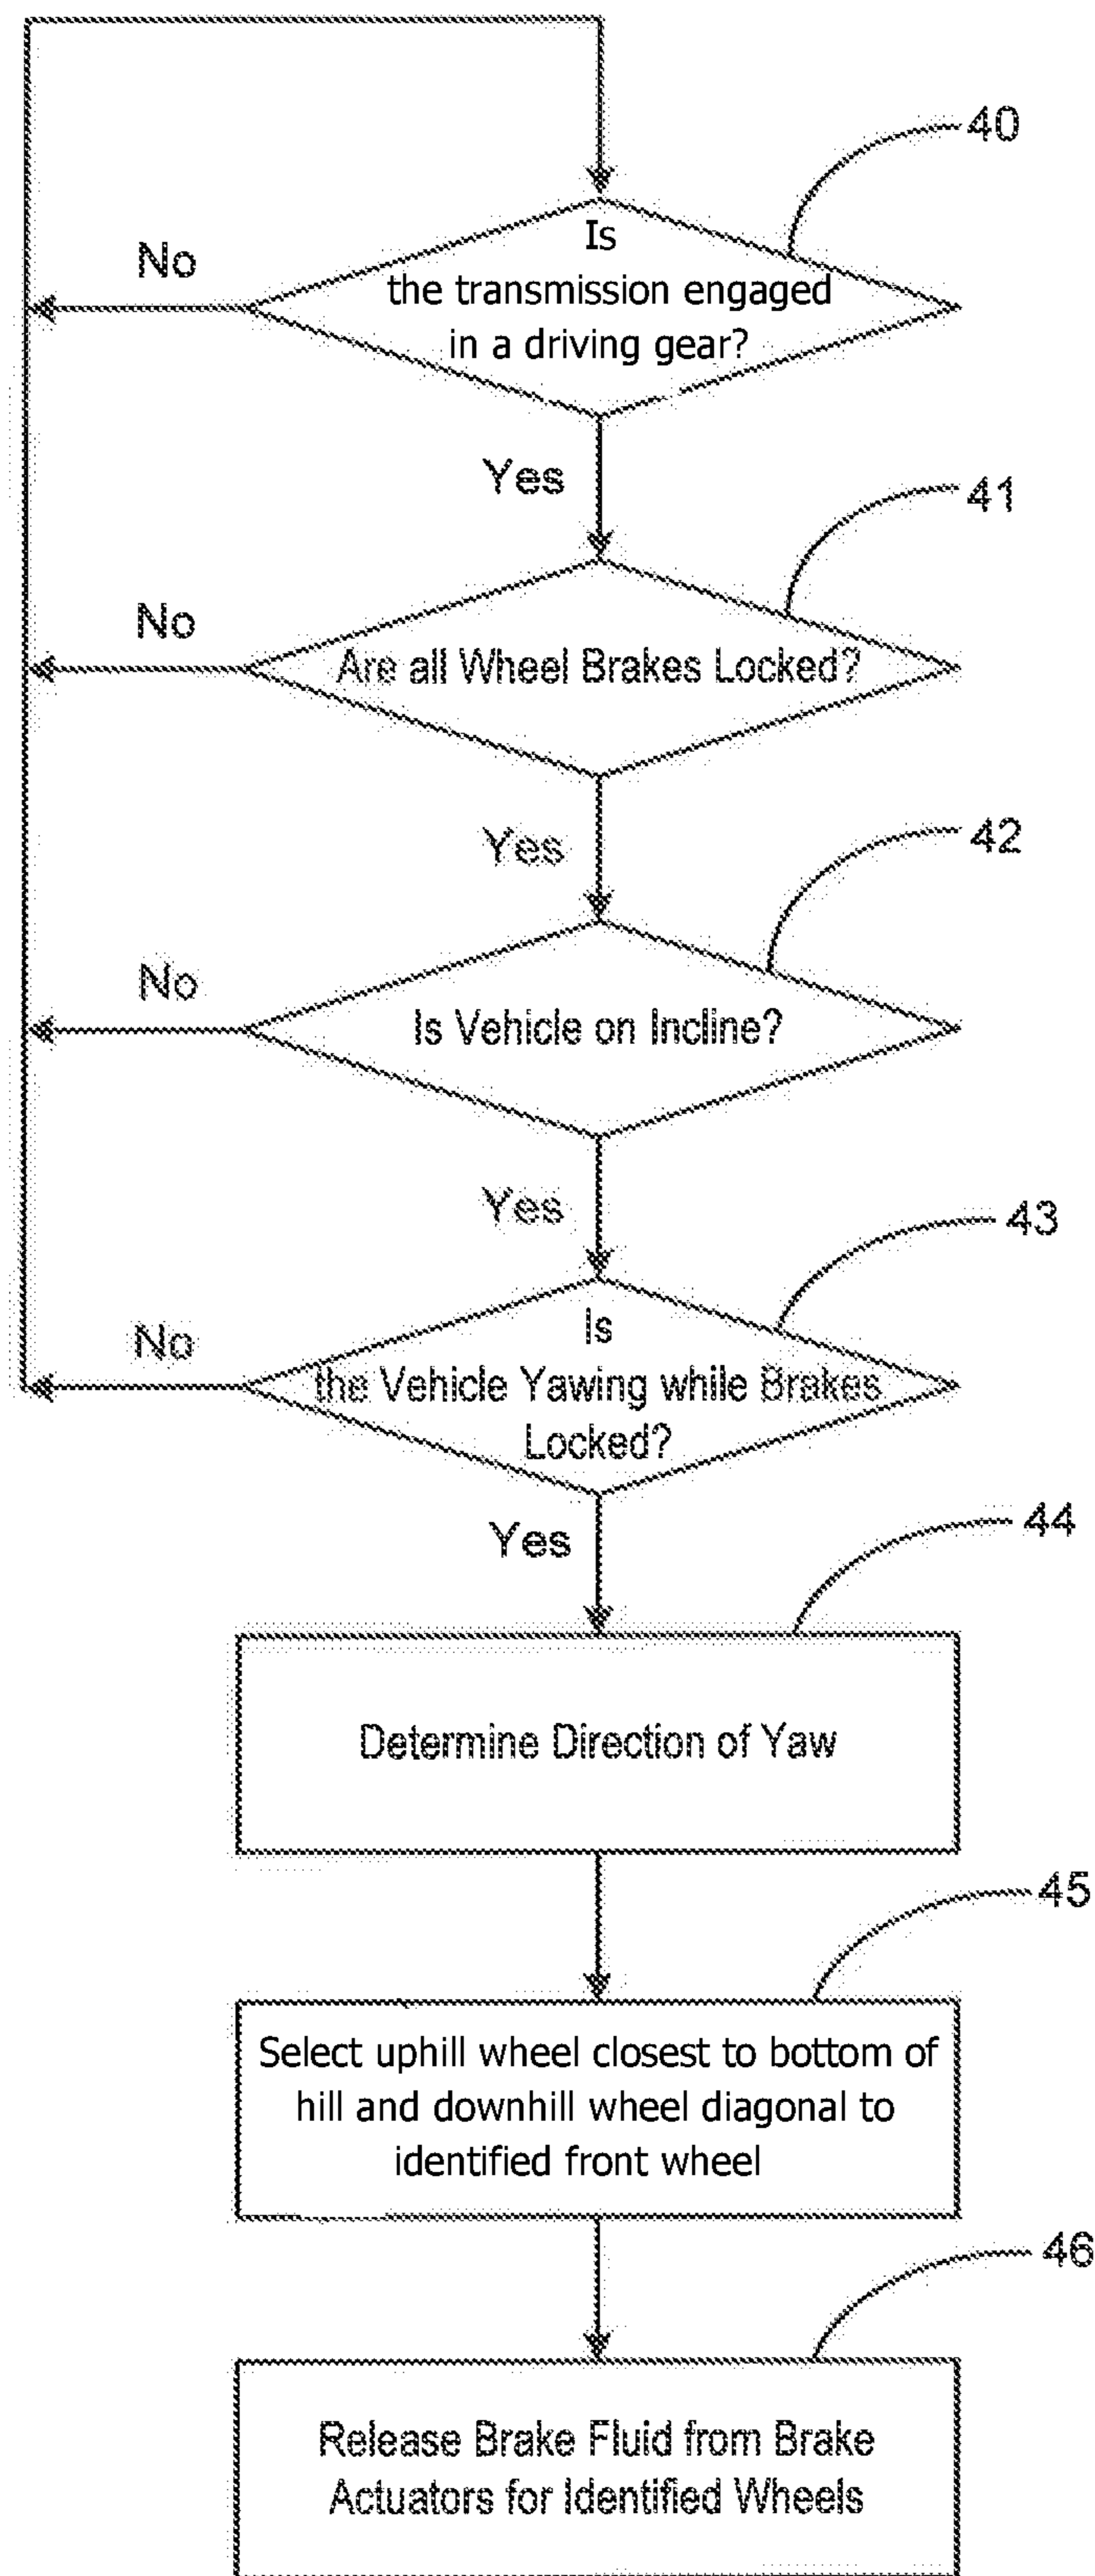 40
Is
the transmission engaged
in a driving gear?
No
Yes
41
Are all Wheel Brakes Locked?
No
Yes
42
Is Vehicle on Incline?
No
Yes
43
Is
the Vehicle Yawing while Brakes
Locked?
No
Yes
44
Determine Direction of Yaw
45
Select uphill wheel closest to bottom of
hill and downhill wheel diagonal to
identified front wheel
46
Release Brake Fluid from Brake
Actuators for Identified Wheels